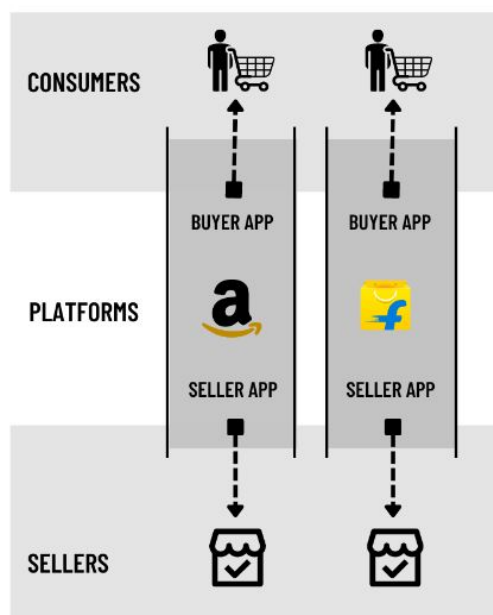 CONSUMERS
BUYER APP BUYER APP
PLATFORMS
a f
SELLER APP SELLER APP
SELLERS